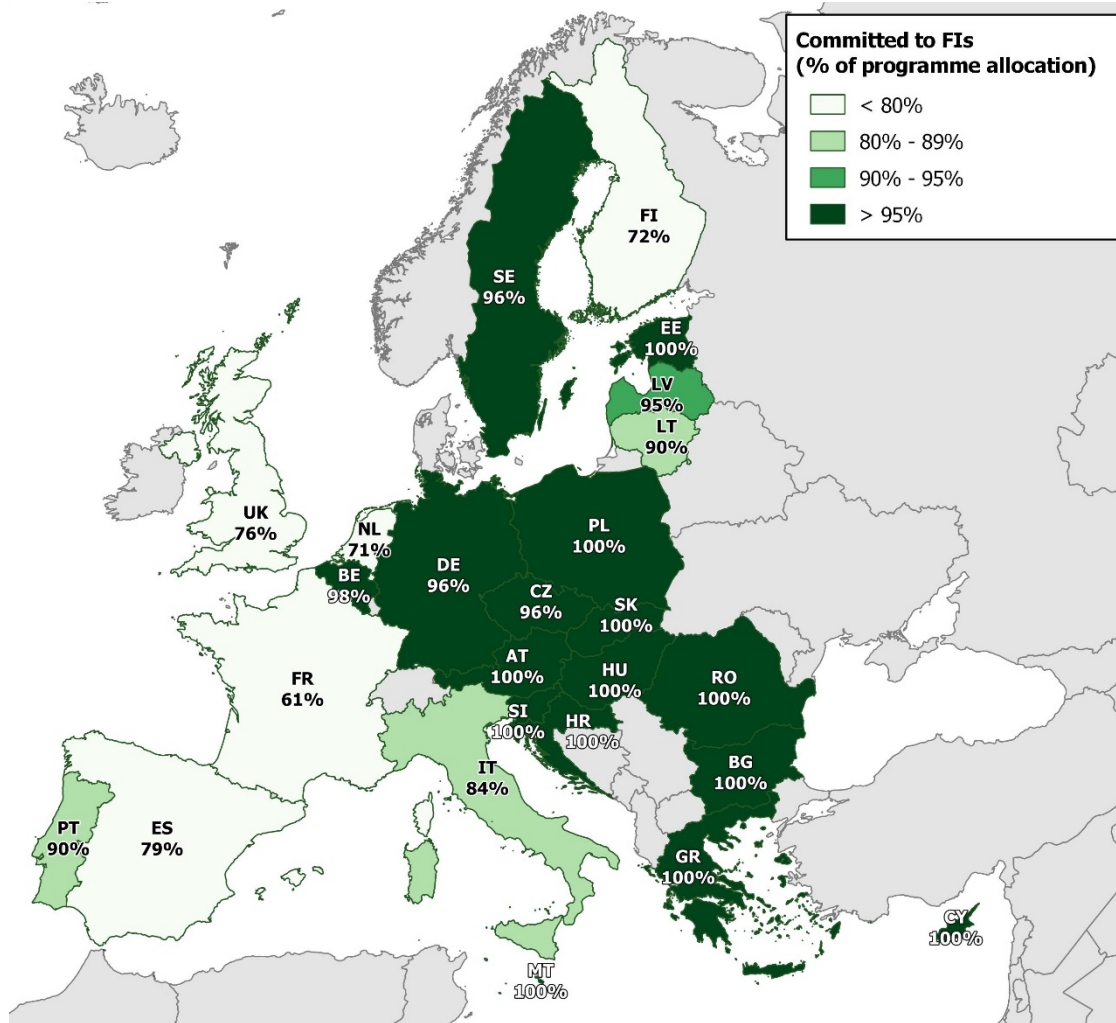 Committed to FIs
(% of programme allocation)
< 80%
80% - 89%
90% - 95%
> 95%
FI
72%
SE
96%
EE
100%
LV
95%
LT
90%
UK
76%
NL
71%
BE
98%
DE
96%
PL
100%
CZ
96%
SK
100%
AT
100%
HU
100%
RO
100%
FR
61%
SI
100%
HR
100%
BG
100%
IT
84%
PT
90%
ES
79%
GR
100%
CY
100%
MT
100%